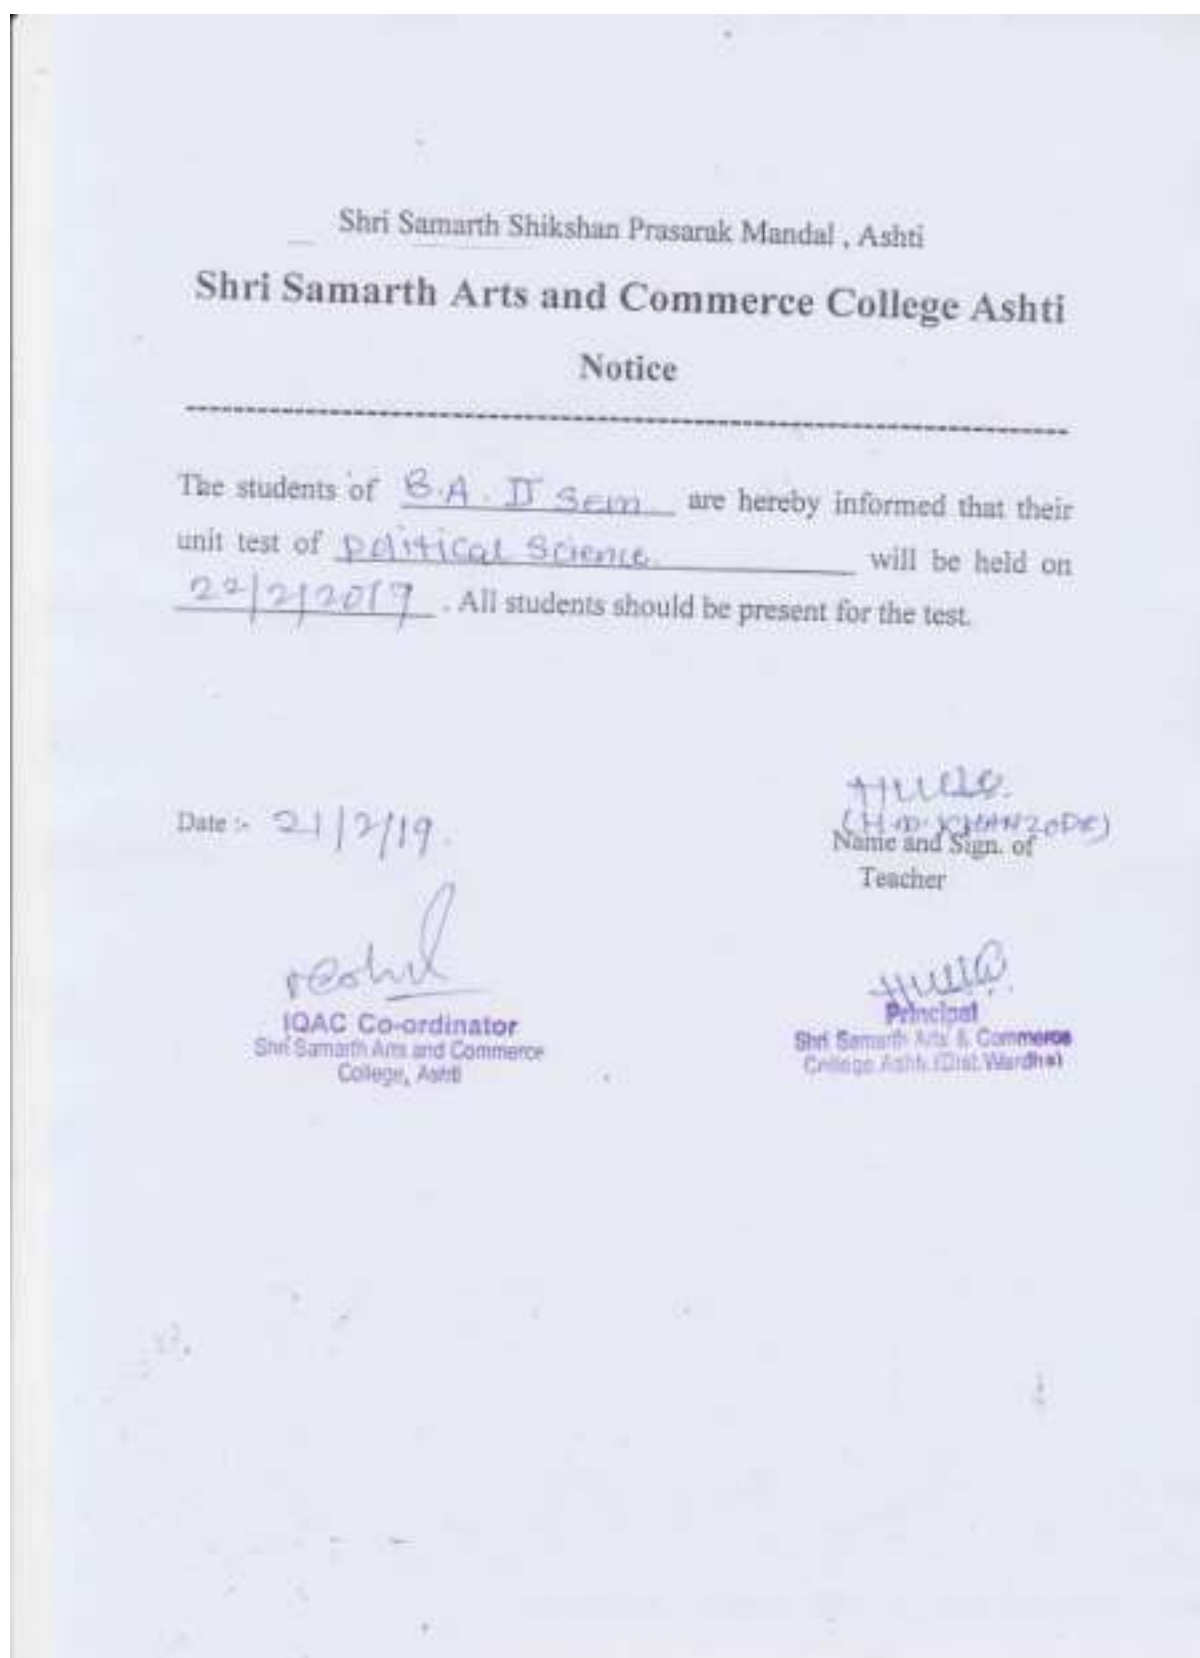 Shri Samarth Shikshan Prasarak Mandal , Ashti
Shri Samarth Arts and Commerce College Ashti
Notice
The students of B.A. II Sem are hereby informed that their
unit test of political Science will be held on
22/2/2019 . All students should be present for the test.
Date :- 21/2/19.
(H.D. KHANZODE)
Name and Sign. of
Teacher
IQAC Co-ordinator
Shri Samarth Arts and Commerce
College, Ashti
Principal
Shri Samarth Arts & Commerce
College Ashti (Dist. Wardha)